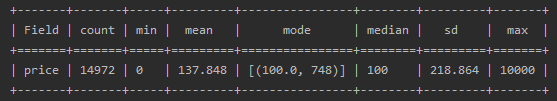 +-------+-------+-----+---------+----------------+--------+---------+-------+
| Field | count | min | mean | mode | median | sd | max |
+=======+=======+=====+=========+================+========+=========+=======+
| price | 14972 | 0 | 137.848 | [(100.0, 748)] | 100 | 218.864 | 10000 |
+-------+-------+-----+---------+----------------+--------+---------+-------+